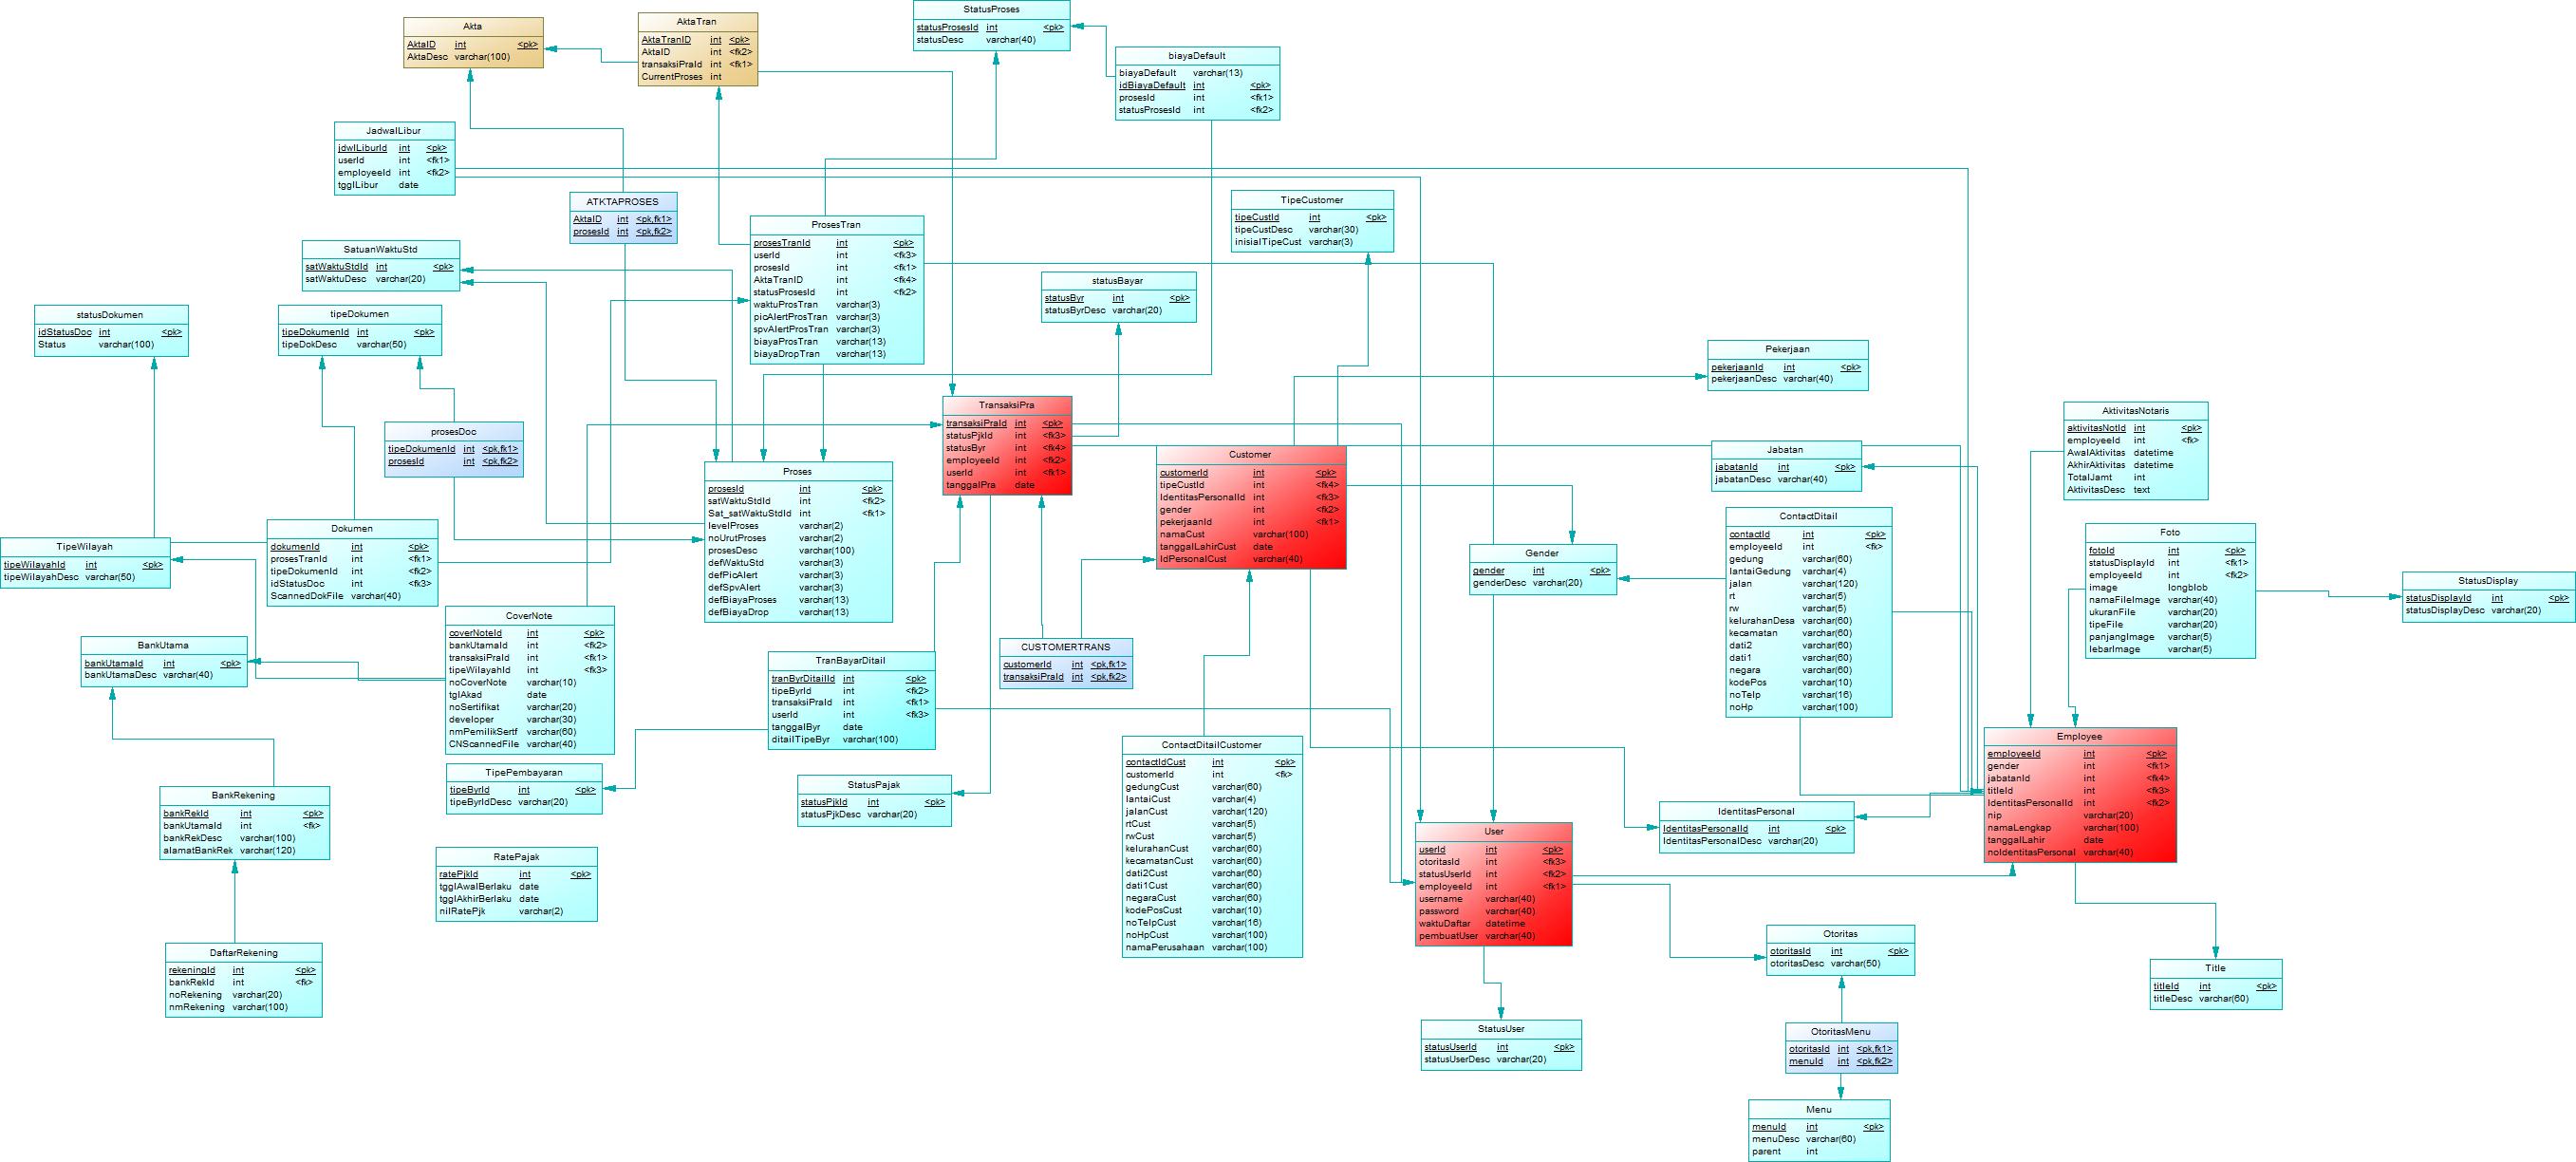 Akta
AktaID int <pk>
AktaDesc varchar(100)
AktaTran
AktaTranID int <pk>
AktaID int <fk2>
transaksiPraId int <fk1>
CurrentProses int
StatusProses
statusProsesId int <pk>
statusDesc varchar(40)
biayaDefault
biayaDefault varchar(13)
idBiayaDefault int <pk>
prosesId int <fk1>
statusProsesId int <fk2>
JadwalLibur
jdwlLiburId int <pk>
userId int <fk1>
employeeId int <fk2>
tgglLibur date
ATKTAPROSES
AktaID int <pk,fk1>
prosesId int <pk,fk2>
ProsesTran
prosesTranId int <pk>
userId int <fk3>
prosesId int <fk1>
AktaTranID int <fk4>
statusProsesId int <fk2>
waktuProsTran varchar(3)
picAlertProsTran varchar(3)
spvAlertProsTran varchar(3)
biayaProsTran varchar(13)
biayaDropTran varchar(13)
TipeCustomer
tipeCustId int <pk>
tipeCustDesc varchar(30)
inisialTipeCust varchar(3)
SatuanWaktuStd
satWaktuStdId int <pk>
satWaktuDesc varchar(20)
statusBayar
statusByr int <pk>
statusByrDesc varchar(20)
statusDokumen
idStatusDoc int <pk>
Status varchar(100)
tipeDokumen
tipeDokumenId int <pk>
tipeDokDesc varchar(50)
Pekerjaan
pekerjaanId int <pk>
pekerjaanDesc varchar(40)
prosesDoc
tipeDokumenId int <pk,fk1>
prosesId int <pk,fk2>
TransaksiPra
transaksiPraId int <pk>
statusPjkId int <fk3>
statusByr int <fk4>
employeeId int <fk2>
userId int <fk1>
tanggalPra date
AktivitasNotaris
aktivitasNotId int <pk>
employeeId int <fk>
AwalAktivitas datetime
AkhirAktivitas datetime
TotalJamt int
AktivitasDesc text
Proses
prosesId int <pk>
satWaktuStdId int <fk2>
Sat_satWaktuStdId int <fk1>
levelProses varchar(2)
noUrutProses varchar(2)
prosesDesc varchar(100)
defWaktuStd varchar(3)
defPicAlert varchar(3)
defSpvAlert varchar(3)
defBiayaProses varchar(13)
defBiayaDrop varchar(13)
Customer
customerId int <pk>
tipeCustId int <fk4>
IdentitasPersonalId int <fk3>
gender int <fk2>
pekerjaanId int <fk1>
namaCust varchar(100)
tanggalLahirCust date
IdPersonalCust varchar(40)
Jabatan
jabatanId int <pk>
jabatanDesc varchar(40)
ContactDitail
contactId int <pk>
employeeId int <fk>
gedung varchar(60)
lantaiGedung varchar(4)
jalan varchar(120)
rt varchar(5)
rw varchar(5)
kelurahanDesa varchar(60)
kecamatan varchar(60)
dati2 varchar(60)
dati1 varchar(60)
negara varchar(60)
kodePos varchar(10)
noTelp varchar(16)
noHp varchar(100)
Dokumen
dokumenId int <pk>
prosesTranId int <fk1>
tipeDokumenId int <fk2>
idStatusDoc int <fk3>
ScannedDokFile varchar(40)
Foto
fotoId int <pk>
statusDisplayId int <fk1>
employeeId int <fk2>
image longblob
namaFileImage varchar(40)
ukuranFile varchar(20)
tipeFile varchar(20)
panjangImage varchar(5)
lebarImage varchar(5)
TipeWilayah
tipeWilayahId int <pk>
tipeWilayahDesc varchar(50)
Gender
gender int <pk>
genderDesc varchar(20)
StatusDisplay
statusDisplayId int <pk>
statusDisplayDesc varchar(20)
CoverNote
coverNoteId int <pk>
bankUtamaId int <fk2>
transaksiPraId int <fk1>
tipeWilayahId int <fk3>
noCoverNote varchar(10)
tglAkad date
noSertifikat varchar(20)
developer varchar(30)
nmPemilikSertf varchar(60)
CNScannedFile varchar(40)
BankUtama
bankUtamaId int <pk>
bankUtamaDesc varchar(40)
CUSTOMERTRANS
customerId int <pk,fk1>
transaksiPraId int <pk,fk2>
TranBayarDitail
tranByrDitailId int <pk>
tipeByrId int <fk2>
transaksiPraId int <fk1>
userId int <fk3>
tanggalByr date
ditailTipeByr varchar(100)
ContactDitailCustomer
contactIdCust int <pk>
customerId int <fk>
gedungCust varchar(60)
lantaiCust varchar(4)
jalanCust varchar(120)
rtCust varchar(5)
rwCust varchar(5)
kelurahanCust varchar(60)
kecamatanCust varchar(60)
dati2Cust varchar(60)
dati1Cust varchar(60)
negaraCust varchar(60)
kodePosCust varchar(10)
noTelpCust varchar(16)
noHpCust varchar(100)
namaPerusahaan varchar(100)
Employee
employeeId int <pk>
gender int <fk1>
jabatanId int <fk4>
titleId int <fk3>
IdentitasPersonalId int <fk2>
nip varchar(20)
namaLengkap varchar(100)
tanggalLahir date
noIdentitasPersonal varchar(40)
TipePembayaran
tipeByrId int <pk>
tipeByrIdDesc varchar(20)
StatusPajak
statusPjkId int <pk>
statusPjkDesc varchar(20)
BankRekening
bankRekId int <pk>
bankUtamaId int <fk>
bankRekDesc varchar(100)
alamatBankRek varchar(120)
IdentitasPersonal
IdentitasPersonalId int <pk>
IdentitasPersonalDesc varchar(20)
User
userId int <pk>
otoritasId int <fk3>
statusUserId int <fk2>
employeeId int <fk1>
username varchar(40)
password varchar(40)
waktuDaftar datetime
pembuatUser varchar(40)
RatePajak
ratePjkId int <pk>
tgglAwalBerlaku date
tgglAkhirBerlaku date
nilRatePjk varchar(2)
DaftarRekening
rekeningId int <pk>
bankRekId int <fk>
noRekening varchar(20)
nmRekening varchar(100)
Otoritas
otoritasId int <pk>
otoritasDesc varchar(50)
Title
titleId int <pk>
titleDesc varchar(60)
StatusUser
statusUserId int <pk>
statusUserDesc varchar(20)
OtoritasMenu
otoritasId int <pk,fk1>
menuId int <pk,fk2>
Menu
menuId int <pk>
menuDesc varchar(60)
parent int